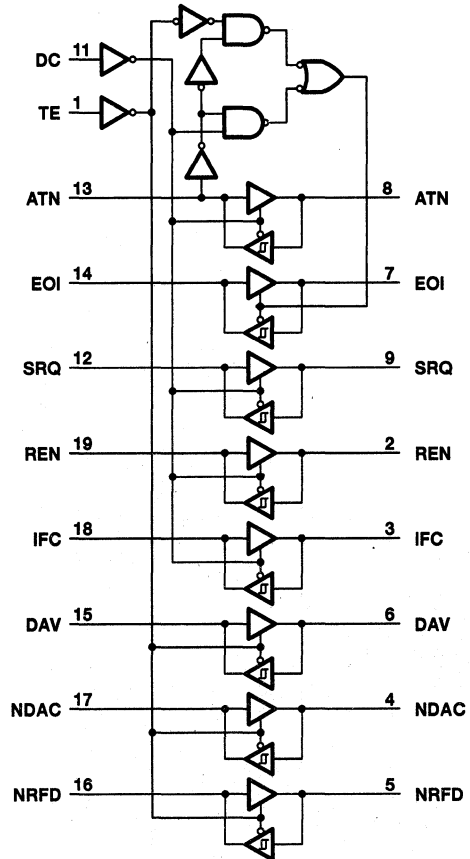 DC 11
TE 1
ATN 13 8 ATN
EOI 14 7 EOI
SRQ 12 9 SRQ
REN 19 2 REN
IFC 18 3 IFC
DAV 15 6 DAV
NDAC 17 4 NDAC
NRFD 16 5 NRFD